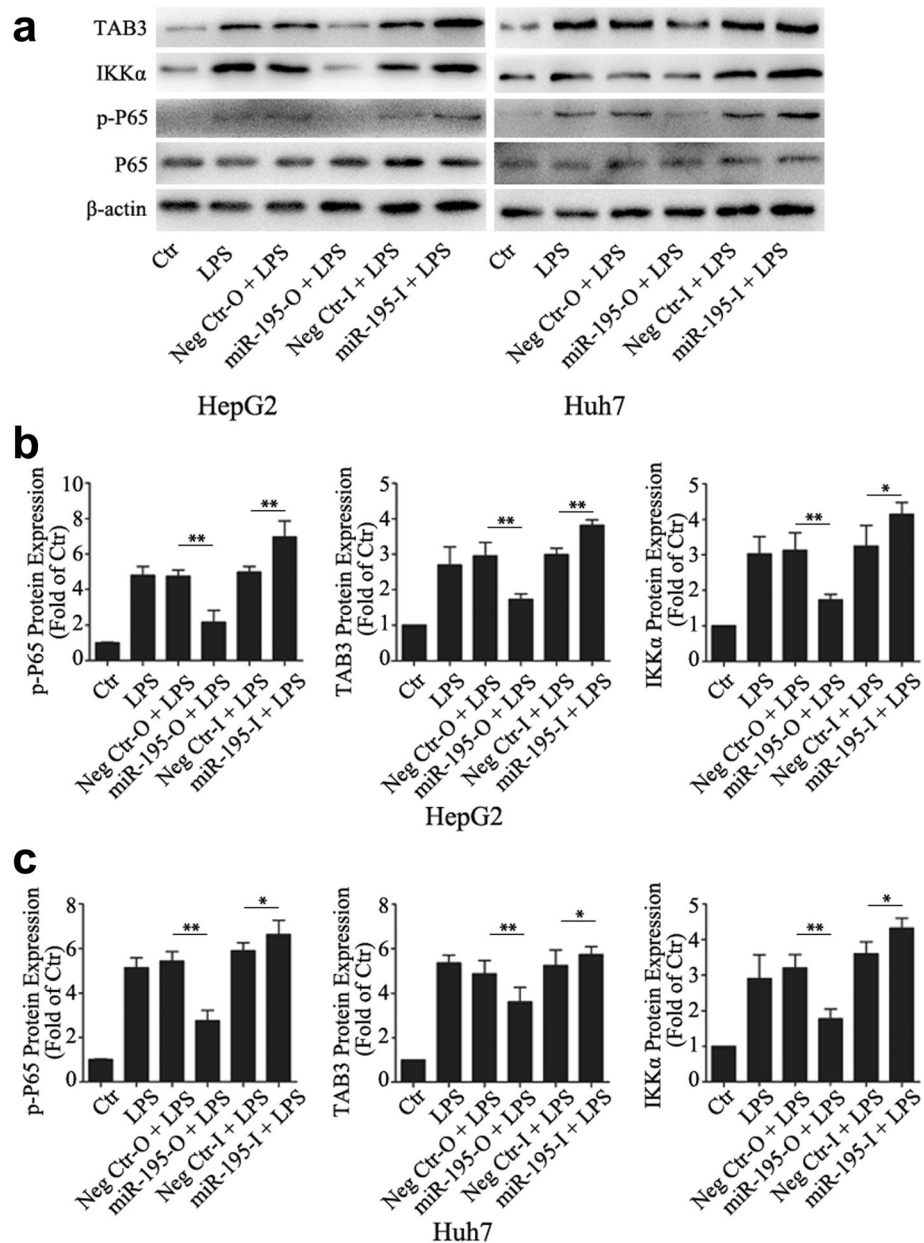 a
TAB3
IKKα
p-P65
P65
β-actin
Ctr
LPS
Neg Ctr-O + LPS
miR-195-O + LPS
Neg Ctr-I + LPS
miR-195-I + LPS
Ctr
LPS
Neg Ctr-O + LPS
miR-195-O + LPS
Neg Ctr-I + LPS
miR-195-I + LPS
HepG2
Huh7
b
p-P65 Protein Expression
(Fold of Ctr)
10
8
6
4
2
0
**
**
Ctr
LPS
Neg Ctr-O + LPS
miR-195-O + LPS
Neg Ctr-I + LPS
miR-195-I + LPS
TAB3 Protein Expression
(Fold of Ctr)
5
4
3
2
1
0
**
**
Ctr
LPS
Neg Ctr-O + LPS
miR-195-O + LPS
Neg Ctr-I + LPS
miR-195-I + LPS
IKKα Protein Expression
(Fold of Ctr)
5
4
3
2
1
0
**
*
Ctr
LPS
Neg Ctr-O + LPS
miR-195-O + LPS
Neg Ctr-I + LPS
miR-195-I + LPS
HepG2
c
p-P65 Protein Expression
(Fold of Ctr)
8
6
4
2
0
**
*
Ctr
LPS
Neg Ctr-O + LPS
miR-195-O + LPS
Neg Ctr-I + LPS
miR-195-I + LPS
TAB3 Protein Expression
(Fold of Ctr)
8
6
4
2
0
**
*
Ctr
LPS
Neg Ctr-O + LPS
miR-195-O + LPS
Neg Ctr-I + LPS
miR-195-I + LPS
IKKα Protein Expression
(Fold of Ctr)
5
4
3
2
1
0
**
*
Ctr
LPS
Neg Ctr-O + LPS
miR-195-O + LPS
Neg Ctr-I + LPS
miR-195-I + LPS
Huh7